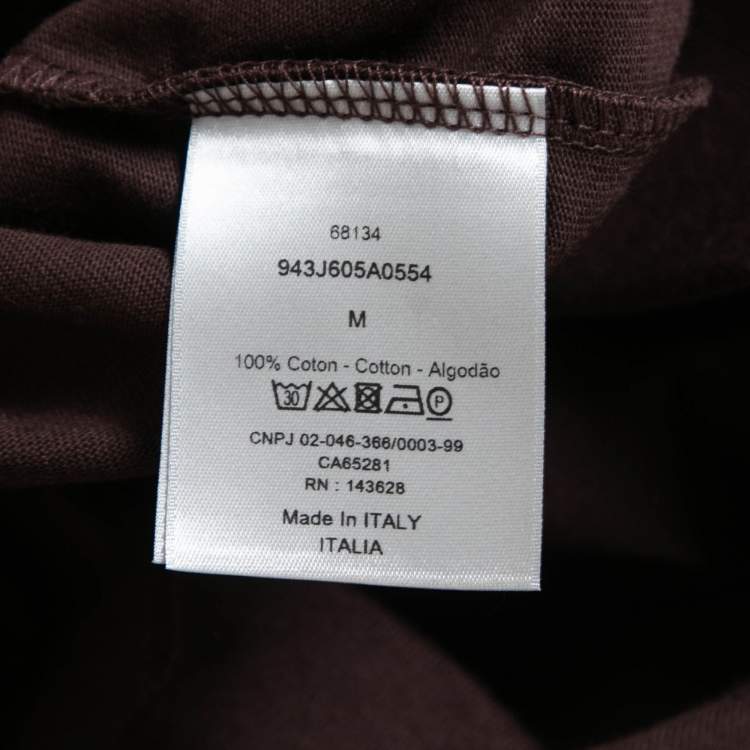 68134
943J605A0554
M
100% Coton - Cotton - Algodão
30 P
CNPJ 02-046-366/0003-99
CA65281
RN : 143628
Made In ITALY
ITALIA